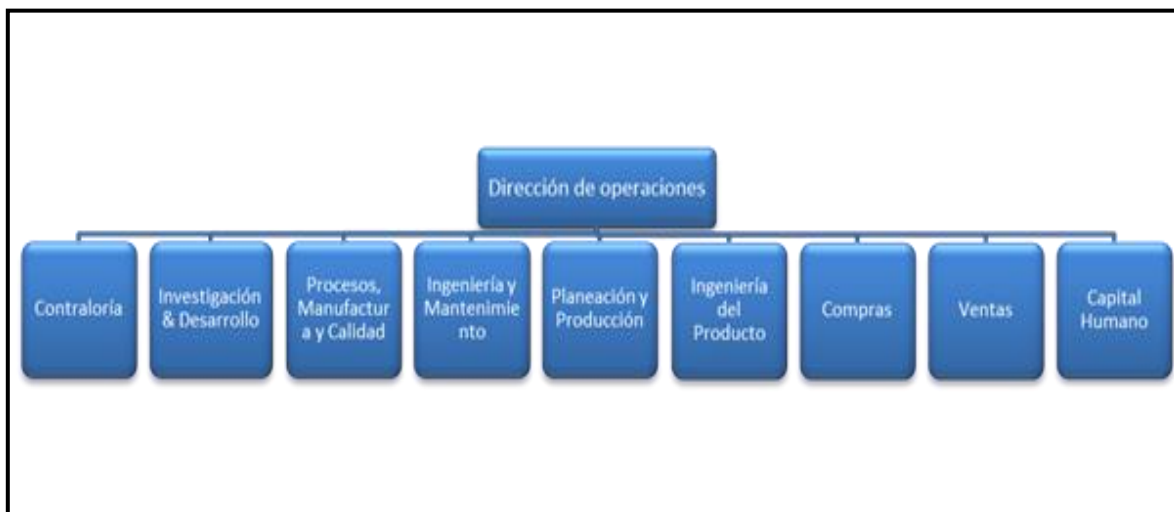 Dirección de operaciones
Contraloría
Investigación
& Desarrollo
Procesos,
Manufactur
a y Calidad
Ingeniería y
Mantenimie
nto
Planeación y
Producción
Ingeniería
del
Producto
Compras
Ventas
Capital
Humano